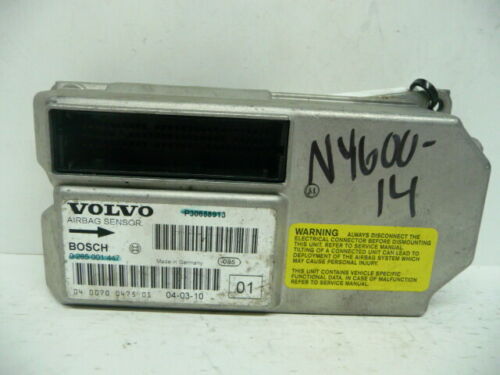 VOLVO P30658913
AIRBAG SENSOR
BOSCH
0 285 001 447
Made in Germany
085
04 0070 0475 01 04-03-10 01
N4600-
14
WARNING ALWAYS DISCONNECT THE
ELECTRICAL CONNECTOR BEFORE DISMOUNTING
THIS UNIT. REFER TO SERVICE MANUAL.
TILTING OF A CONNECTED UNIT CAN LEAD TO
DEPLOYMENT OF THE AIRBAG SYSTEM WHICH
MAY CAUSE PERSONAL INJURY.
THIS UNIT CONTAINS VEHICLE SPECIFIC
FUNCTIONAL DATA. IN CASE OF MALFUNCTION
REFER TO SERVICE MANUAL.